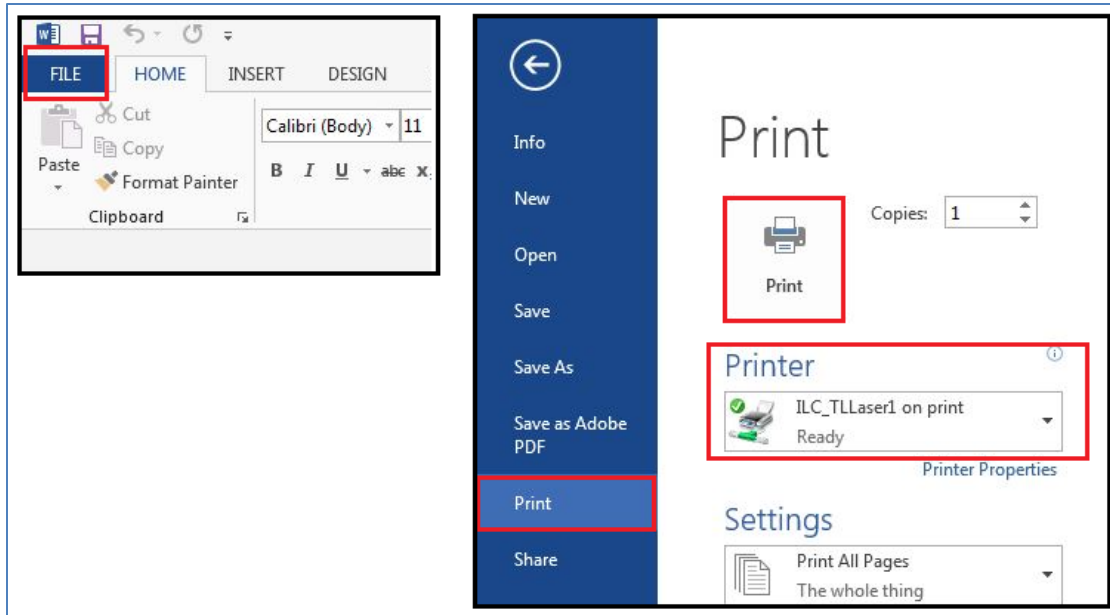 FILE HOME INSERT DESIGN
Cut
Copy
Paste
Format Painter
Calibri (Body) 11
B I U abc x
Clipboard
Info
New
Open
Save
Save As
Save as Adobe
PDF
Print
Share
Print
Copies: 1
Print
Printer
ILC_TLLaser1 on print
Ready
Printer Properties
Settings
Print All Pages
The whole thing